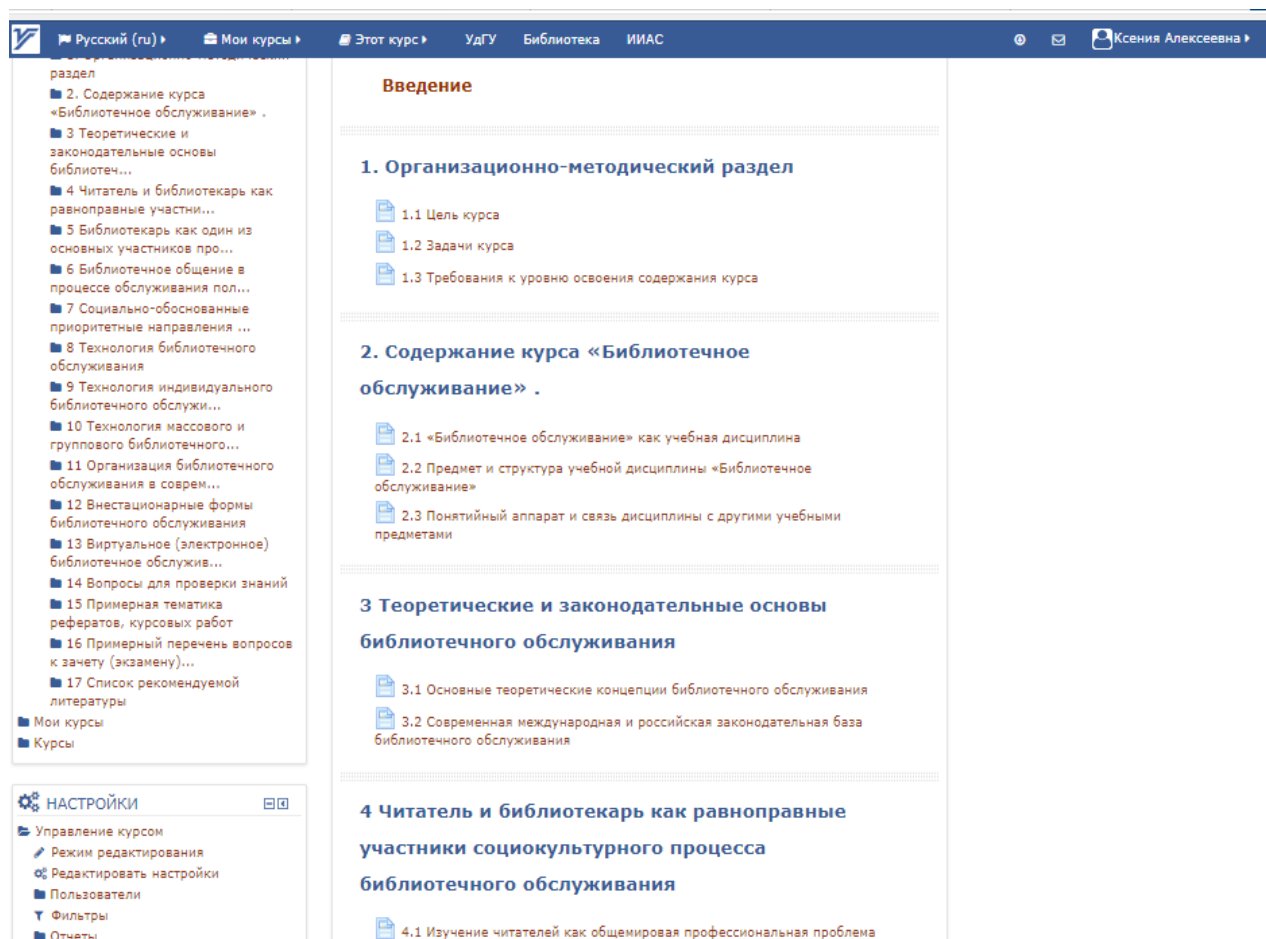 Русский (ru) Мои курсы Этот курс УдГУ Библиотека ИИАС Ксения Алексеевна
раздел
2. Содержание курса
«Библиотечное обслуживание» .
3 Теоретические и
законодательные основы
библиотеч...
4 Читатель и библиотекарь как
равноправные участни...
5 Библиотекарь как один из
основных участников про...
6 Библиотечное общение в
процессе обслуживания пол...
7 Социально-обоснованные
приоритетные направления ...
8 Технология библиотечного
обслуживания
9 Технология индивидуального
библиотечного обслужи...
10 Технология массового и
группового библиотечного...
11 Организация библиотечного
обслуживания в соврем...
12 Внестационарные формы
библиотечного обслуживания
13 Виртуальное (электронное)
библиотечное обслужив...
14 Вопросы для проверки знаний
15 Примерная тематика
рефератов, курсовых работ
16 Примерный перечень вопросов
к зачету (экзамену)...
17 Список рекомендуемой
литературы
Мои курсы
Курсы
НАСТРОЙКИ
Управление курсом
Режим редактирования
Редактировать настройки
Пользователи
Фильтры
Отчеты
Введение
1. Организационно-методический раздел
1.1 Цель курса
1.2 Задачи курса
1.3 Требования к уровню освоения содержания курса
2. Содержание курса «Библиотечное
обслуживание» .
2.1 «Библиотечное обслуживание» как учебная дисциплина
2.2 Предмет и структура учебной дисциплины «Библиотечное
обслуживание»
2.3 Понятийный аппарат и связь дисциплины с другими учебными
предметами
3 Теоретические и законодательные основы
библиотечного обслуживания
3.1 Основные теоретические концепции библиотечного обслуживания
3.2 Современная международная и российская законодательная база
библиотечного обслуживания
4 Читатель и библиотекарь как равноправные
участники социокультурного процесса
библиотечного обслуживания
4.1 Изучение читателей как общемировая профессиональная проблема